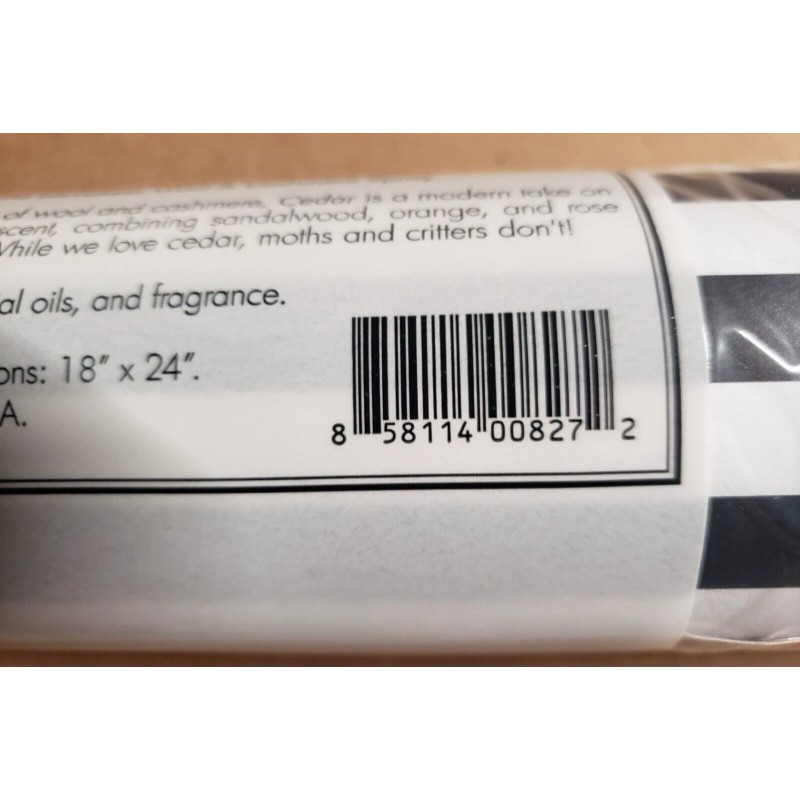 of wool and cashmere, Cedar is a modern take on
scent, combining sandalwood, orange, and rose
While we love cedar, moths and critters don't!
al oils, and fragrance.
ons: 18" x 24".
A.
8 58114 00827 2